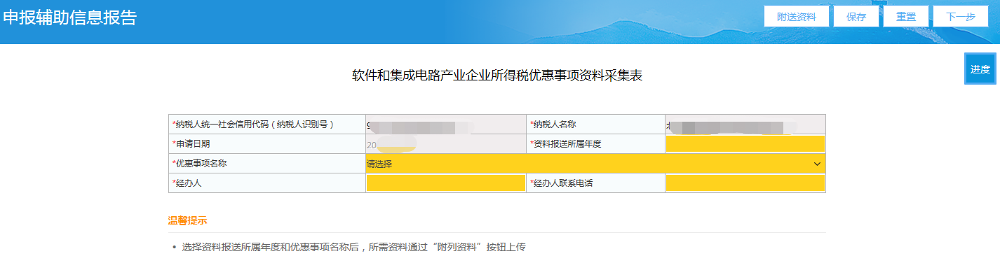 申报辅助信息报告
附送资料 保存 重置 下一步
进度
软件和集成电路产业企业所得税优惠事项资料采集表
*纳税人统一社会信用代码（纳税人识别号） 9 *纳税人名称
*申请日期 20 *资料报送所属年度
*优惠事项名称 请选择
*经办人 *经办人联系电话
温馨提示
• 选择资料报送所属年度和优惠事项名称后，所需资料通过“附列资料”按钮上传